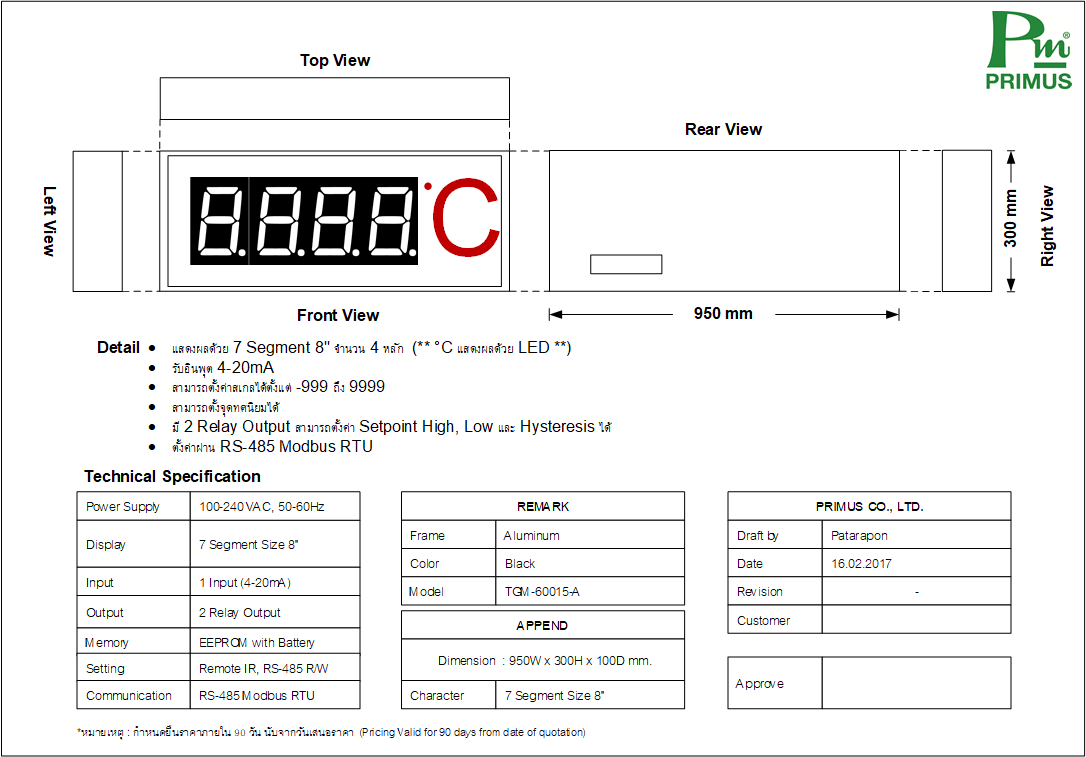 Pm®
PRIMUS
Top View
Rear View
Left View
8.8.8.8.
°C
300 mm
Right View
Front View
950 mm
Detail
• แสดงผลด้วย 7 Segment 8" จำนวน 4 หลัก (** °C แสดงผลด้วย LED **)
• รับอินพุต 4-20mA
• สามารถตั้งค่าสเกลได้ตั้งแต่ -999 ถึง 9999
• สามารถตั้งจุดทศนิยมได้
• มี 2 Relay Output สามารถตั้งค่า Setpoint High, Low และ Hysteresis ได้
• ตั้งค่าผ่าน RS-485 Modbus RTU
Technical Specification
Power Supply 100-240VAC, 50-60Hz
Display 7 Segment Size 8"
Input 1 Input (4-20mA)
Output 2 Relay Output
Memory EEPROM with Battery
Setting Remote IR, RS-485 R/W
Communication RS-485 Modbus RTU
REMARK
Frame Aluminum
Color Black
Model TGM-60015-A
APPEND
Dimension : 950W x 300H x 100D mm.
Character 7 Segment Size 8"
PRIMUS CO., LTD.
Draft by Patarapon
Date 16.02.2017
Revision -
Customer
Approve
*หมายเหตุ : กำหนดยืนราคาภายใน 90 วัน นับจากวันเสนอราคา (Pricing Valid for 90 days from date of quotation)